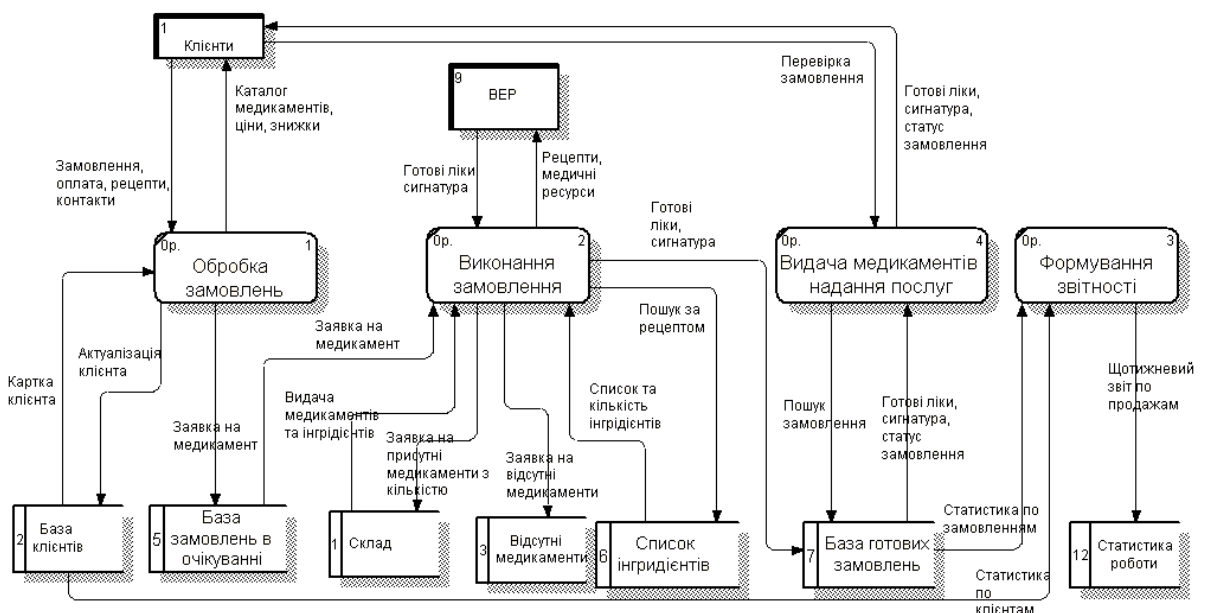 1
Клієнти
9
ВЕР
Перевірка
замовлення
Каталог
медикаментів,
ціни, знижки
Готові ліки,
сигнатура,
статус
замовлення
Замовлення,
оплата, рецепти,
контакти
Готові ліки
сигнатура
Рецепти,
медичні
ресурси
Готові
ліки,
сигнатура
0р. 1
Обробка
замовлень
0р. 2
Виконання
замовлення
0р. 4
Видача медикаментів
надання послуг
0р. 3
Формування
звітності
Заявка на
медикамент
Пошук за
рецептом
Актуалізація
клієнта
Картка
клієнта
Щотижневий
звіт по
продажам
Видача
медикаментів
та інгрідієнтів
Список та
кількість
інгрідієнтів
Пошук
замовлення
Готові ліки,
сигнатура,
статус
замовлення
Заявка на
медикамент
Заявка на
присутні
медикаменти з
кількістю
Заявка на
відсутні
медикаменти
Статистика по
замовленням
2
База
клієнтів
5
База
замовлень в
очікуванні
1
Склад
3
Відсутні
медикаменти
6
Список
інгридієнтів
7
База готових
замовлень
12
Статистика
роботи
Статистика
по
клієнтам